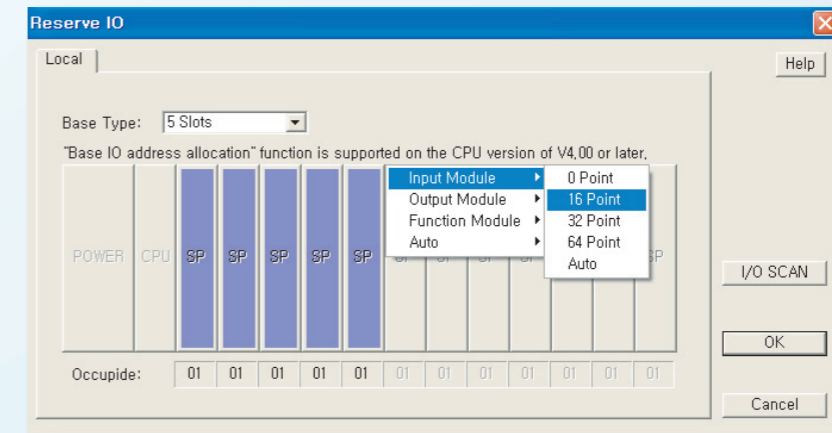 Reserve IO
Local
Help
Base Type: 5 Slots
"Base IO address allocation" function is supported on the CPU version of V4,00 or later,
Input Module 0 Point
Output Module 16 Point
Function Module 32 Point
Auto 64 Point
Auto
POWER CPU SP SP SP SP SP SP
I/O SCAN
OK
Occupide: 01 01 01 01 01 01 01 01 01 01 01 01
Cancel